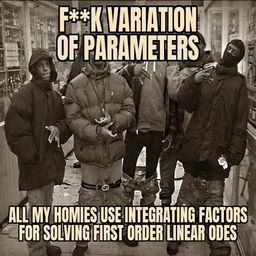 F**K VARIATION
OF PARAMETERS
ALL MY HOMIES USE INTEGRATING FACTORS
FOR SOLVING FIRST ORDER LINEAR ODES